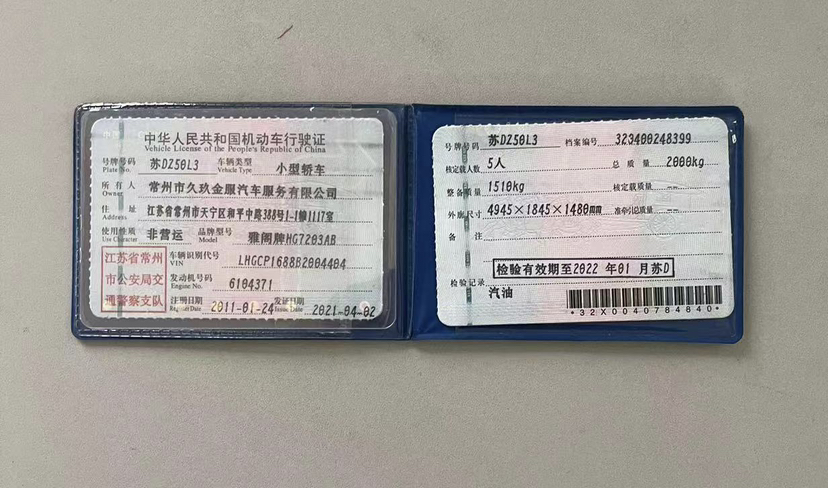 中华人民共和国机动车行驶证
Vehicle License of the People's Republic of China
号牌号码 Plate No. 苏DZ50L3 车辆类型 Vehicle Type 小型轿车
所有人 Owner 常州市久玖金服汽车服务有限公司
住址 Address 江苏省常州市天宁区和平中路388号1-1幢1117室
使用性质 Use Character 非营运 品牌型号 Model 雅阁牌HG7203AB
江苏省常州
市公安局交
通警察支队
车辆识别代号 VIN LHGCP1688B2004404
发动机号码 Engine No. 6104371
注册日期 Register Date 2011-01-24 发证日期 Issue Date 2021-04-02
号牌号码 苏DZ50L3 档案编号 323400248399
核定载人数 5人 总质量 2000kg
整备质量 1510kg 核定载质量 --
外廓尺寸 4945×1845×1480mm 准牵引总质量 --
备注
检验有效期至2022年01月苏D
检验记录
汽油
*32X0040784840*